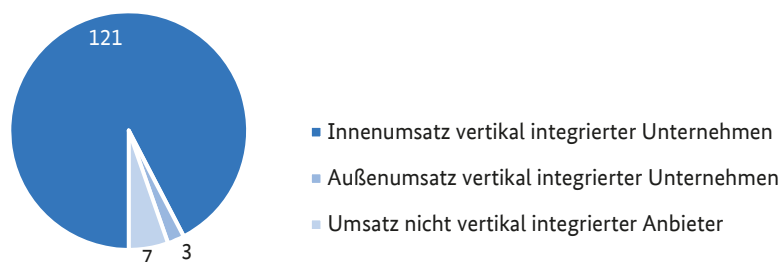 121
Innenumsatz vertikal integrierter Unternehmen
Außenumsatz vertikal integrierter Unternehmen
Umsatz nicht vertikal integrierter Anbieter
7
3